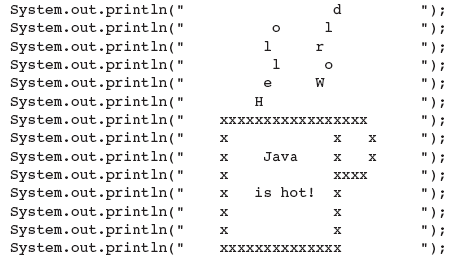 System.out.println("                 d         ");
System.out.println("          o     l          ");
System.out.println("         l     r           ");
System.out.println("          l     o          ");
System.out.println("         e     W           ");
System.out.println("        H                  ");
System.out.println("    xxxxxxxxxxxxxxxxx      ");
System.out.println("    x            x   x     ");
System.out.println("    x    Java    x   x     ");
System.out.println("    x            xxxx      ");
System.out.println("    x   is hot!  x         ");
System.out.println("    x            x         ");
System.out.println("    x            x         ");
System.out.println("    xxxxxxxxxxxxxx         ");